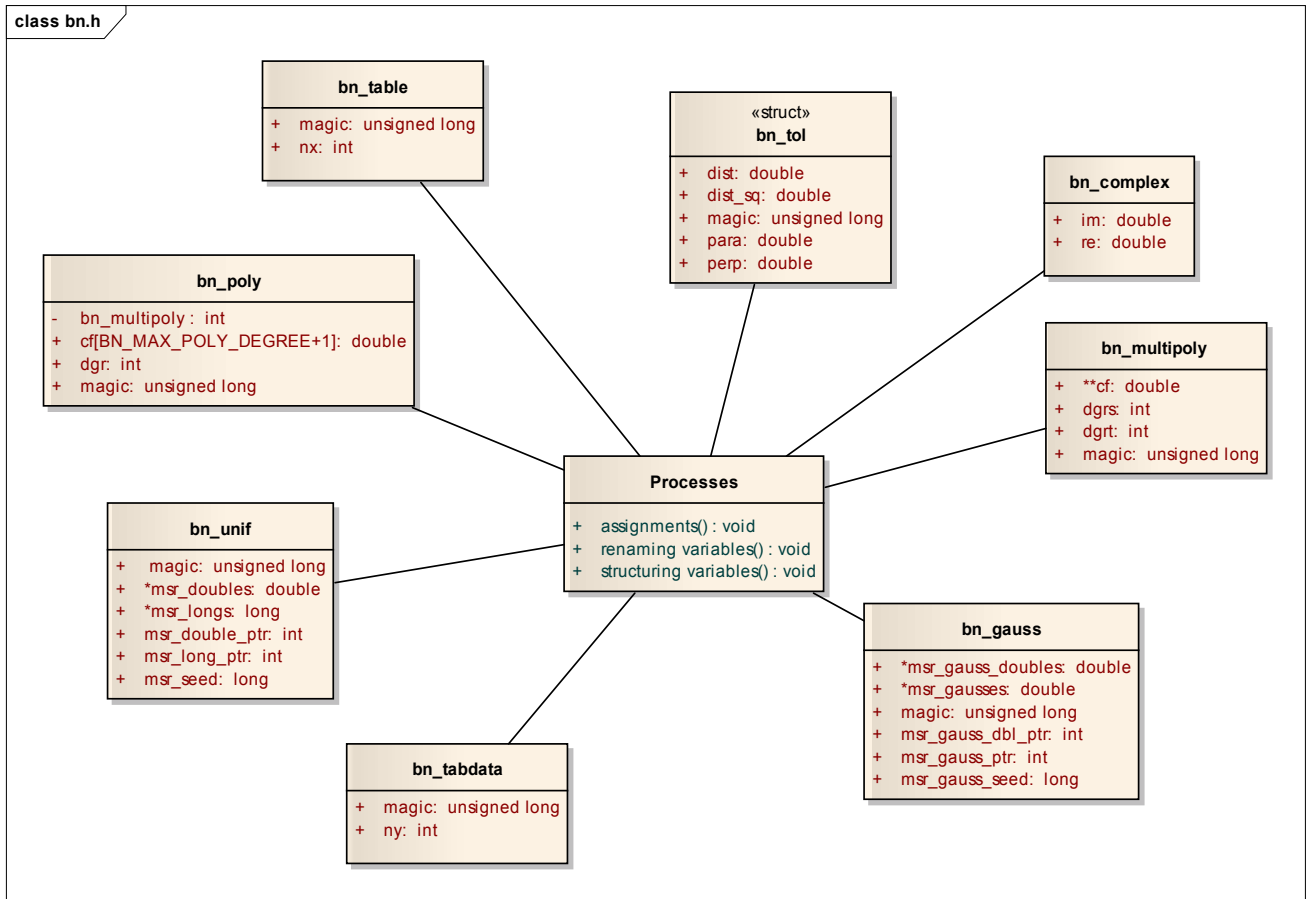 class bn.h
bn_table
+ magic: unsigned long
+ nx: int
«struct»
bn_tol
+ dist: double
+ dist_sq: double
+ magic: unsigned long
+ para: double
+ perp: double
bn_complex
+ im: double
+ re: double
bn_poly
- bn_multipoly : int
+ cf[BN_MAX_POLY_DEGREE+1]: double
+ dgr: int
+ magic: unsigned long
bn_multipoly
+ **cf: double
+ dgrs: int
+ dgrt: int
+ magic: unsigned long
Processes
+ assignments() : void
+ renaming variables() : void
+ structuring variables() : void
bn_unif
+ magic: unsigned long
+ *msr_doubles: double
+ *msr_longs: long
+ msr_double_ptr: int
+ msr_long_ptr: int
+ msr_seed: long
bn_gauss
+ *msr_gauss_doubles: double
+ *msr_gausses: double
+ magic: unsigned long
+ msr_gauss_dbl_ptr: int
+ msr_gauss_ptr: int
+ msr_gauss_seed: long
bn_tabdata
+ magic: unsigned long
+ ny: int